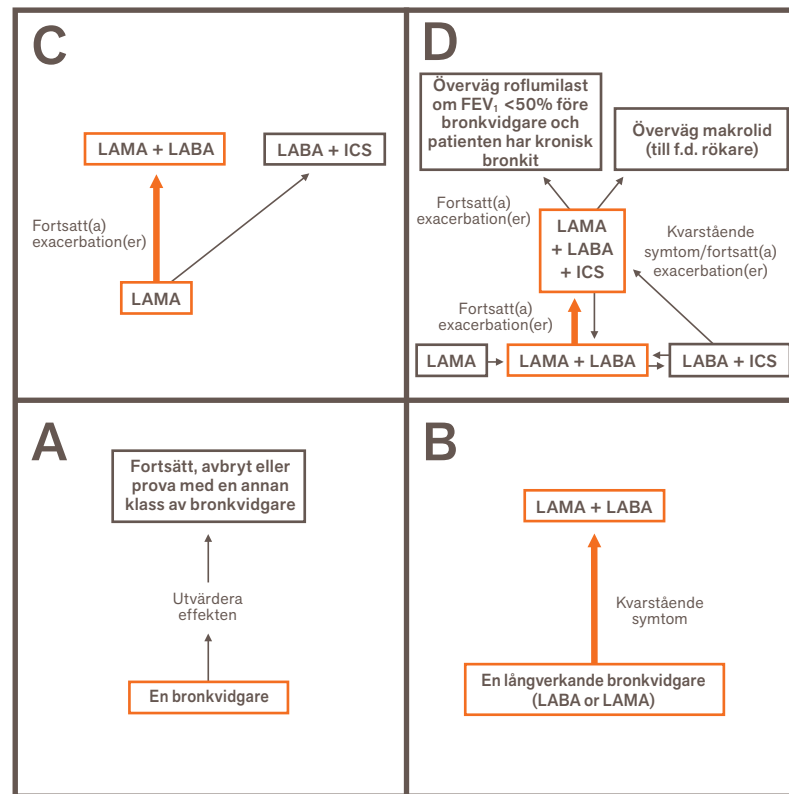 C
LAMA + LABA
LABA + ICS
Fortsatt(a)
exacerbation(er)
LAMA
D
Överväg roflumilast
om FEV₁ <50% före
bronkvidgare och
patienten har kronisk
bronkit
Överväg makrolid
(till f.d. rökare)
Fortsatt(a)
exacerbation(er)
LAMA
+ LABA
+ ICS
Kvarstående
symtom/fortsatt(a)
exacerbation(er)
Fortsatt(a)
exacerbation(er)
LAMA
LAMA + LABA
LABA + ICS
A
Fortsätt, avbryt eller
prova med en annan
klass av bronkvidgare
Utvärdera
effekten
En bronkvidgare
B
LAMA + LABA
Kvarstående
symtom
En långverkande bronkvidgare
(LABA or LAMA)